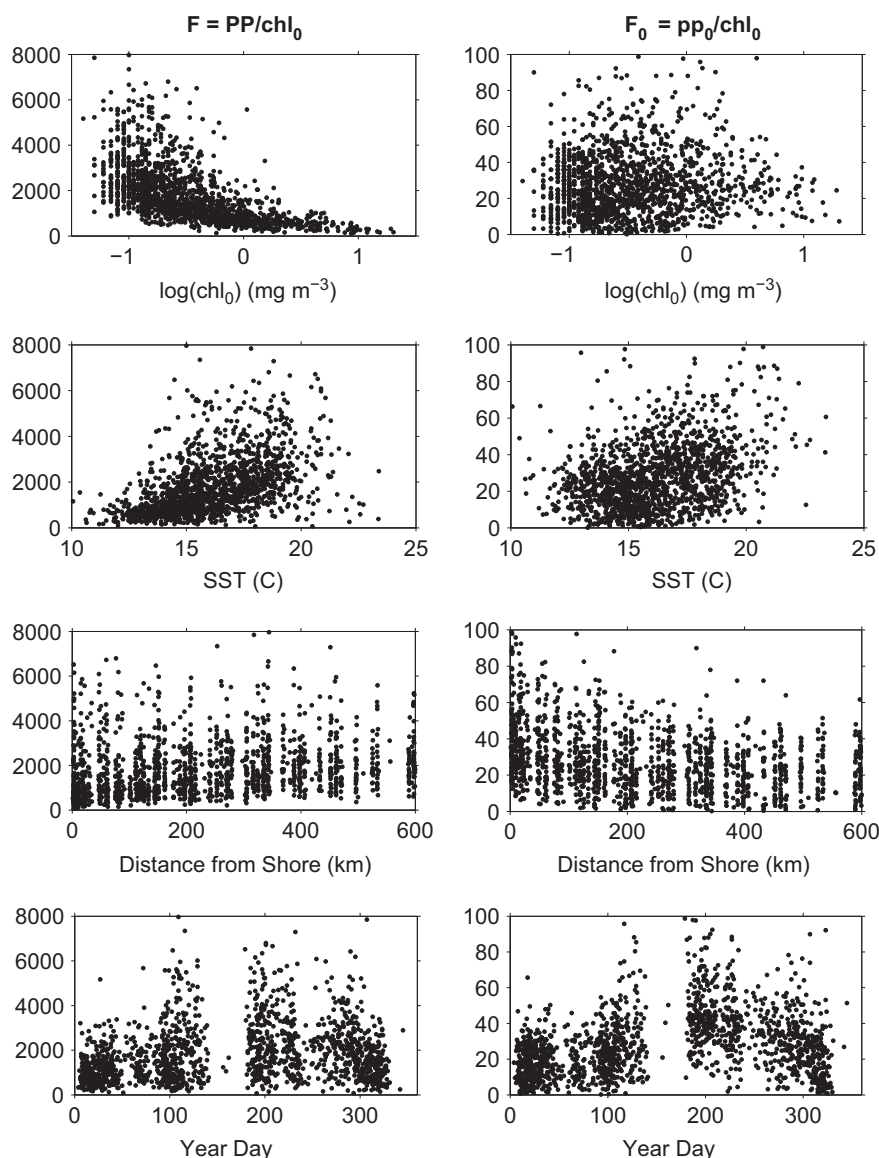 F = PP/chl₀
F₀ = pp₀/chl₀
8000
6000
4000
2000
0
−1 0 1
log(chl₀) (mg m⁻³)
100
80
60
40
20
0
−1 0 1
log(chl₀) (mg m⁻³)
8000
6000
4000
2000
0
10 15 20 25
SST (C)
100
80
60
40
20
0
10 15 20 25
SST (C)
8000
6000
4000
2000
0
0 200 400 600
Distance from Shore (km)
100
80
60
40
20
0
0 200 400 600
Distance from Shore (km)
8000
6000
4000
2000
0
0 100 200 300
Year Day
100
80
60
40
20
0
0 100 200 300
Year Day